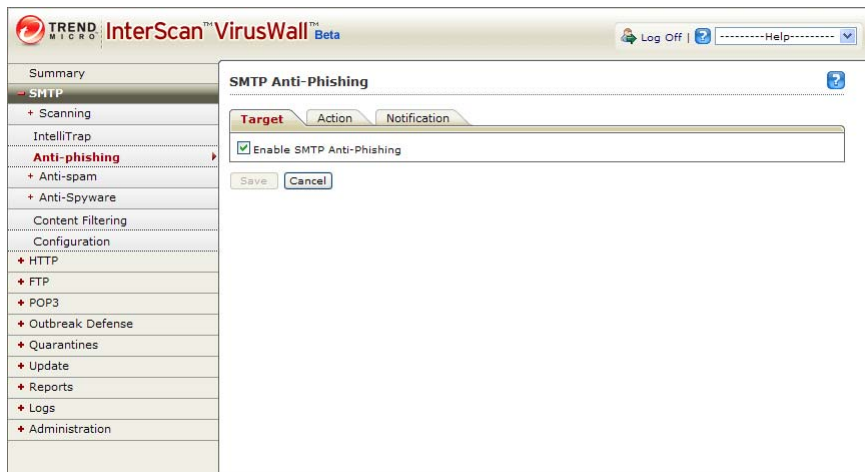 TREND MICRO InterScan™ VirusWall™ Beta
Log Off | ? ---------Help---------
Summary
SMTP
+ Scanning
IntelliTrap
Anti-phishing
+ Anti-spam
+ Anti-Spyware
Content Filtering
Configuration
+ HTTP
+ FTP
+ POP3
+ Outbreak Defense
+ Quarantines
+ Update
+ Reports
+ Logs
+ Administration
SMTP Anti-Phishing ?
Target Action Notification
Enable SMTP Anti-Phishing
Save Cancel